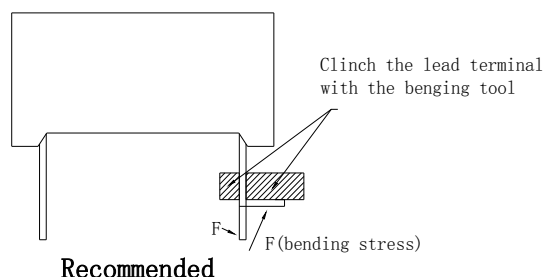 Clinch the lead terminal
with the benging tool
F
F(bending stress)
Recommended